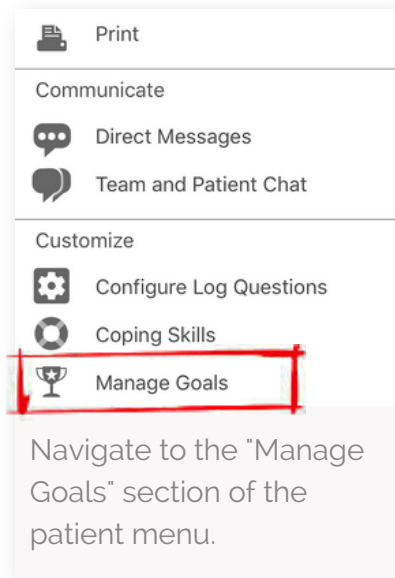 Print
Communicate
Direct Messages
Team and Patient Chat
Customize
Configure Log Questions
Coping Skills
Manage Goals
Navigate to the "Manage
Goals" section of the
patient menu.